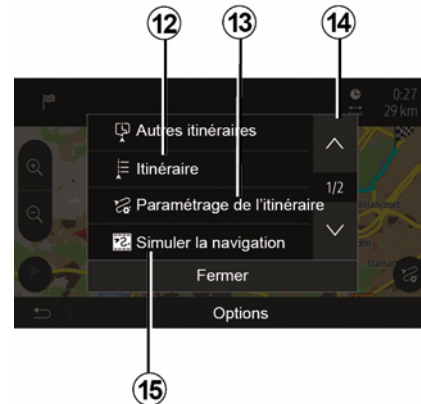 12 13 14
0:27
29 km
Autres itinéraires
Itinéraire
1/2
Paramétrage de l'itinéraire
Billancourt
Simuler la navigation
Fermer
Options
15